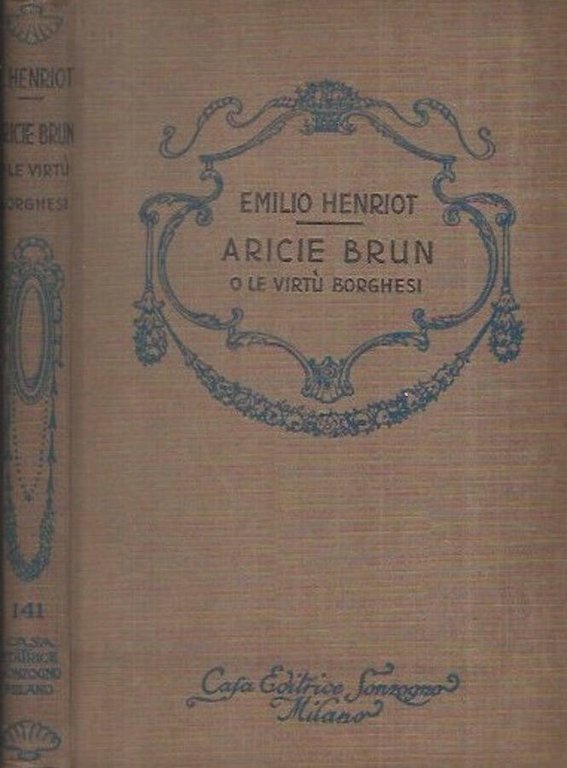 HENRIOT
ARICIE BRUN
O LE VIRTÙ
BORGHESI
141
CASA
EDITRICE
SONZOGNO
MILANO
EMILIO HENRIOT
ARICIE BRUN
O LE VIRTÙ BORGHESI
Casa Editrice Sonzogno
Milano